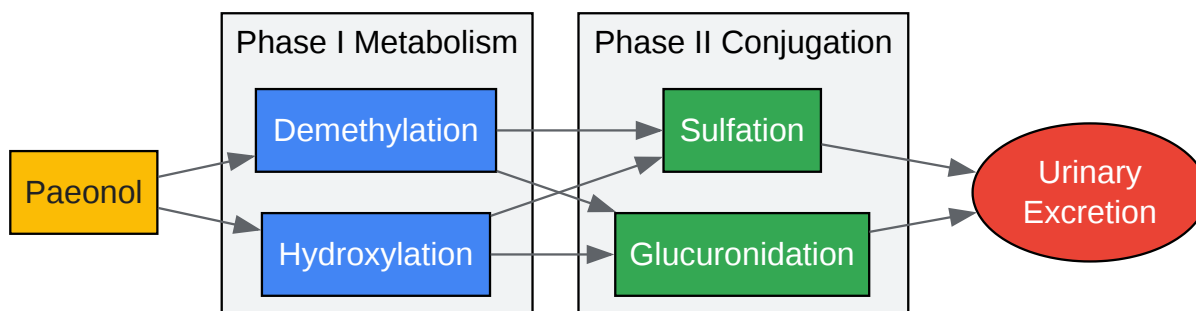 Phase I Metabolism
Phase II Conjugation
Demethylation
Sulfation
Paeonol
Urinary
Excretion
Hydroxylation
Glucuronidation